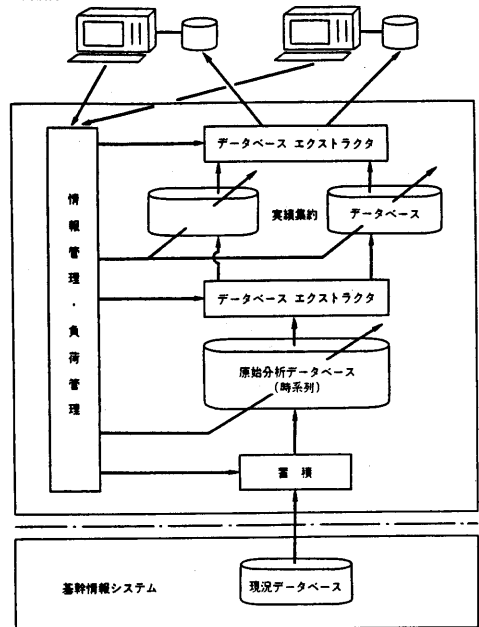 データベース エクストラクタ
情報管理・負荷管理
実績集約
データベース
データベース エクストラクタ
原始分析データベース
(時系列)
蓄積
基幹情報システム
現況データベース